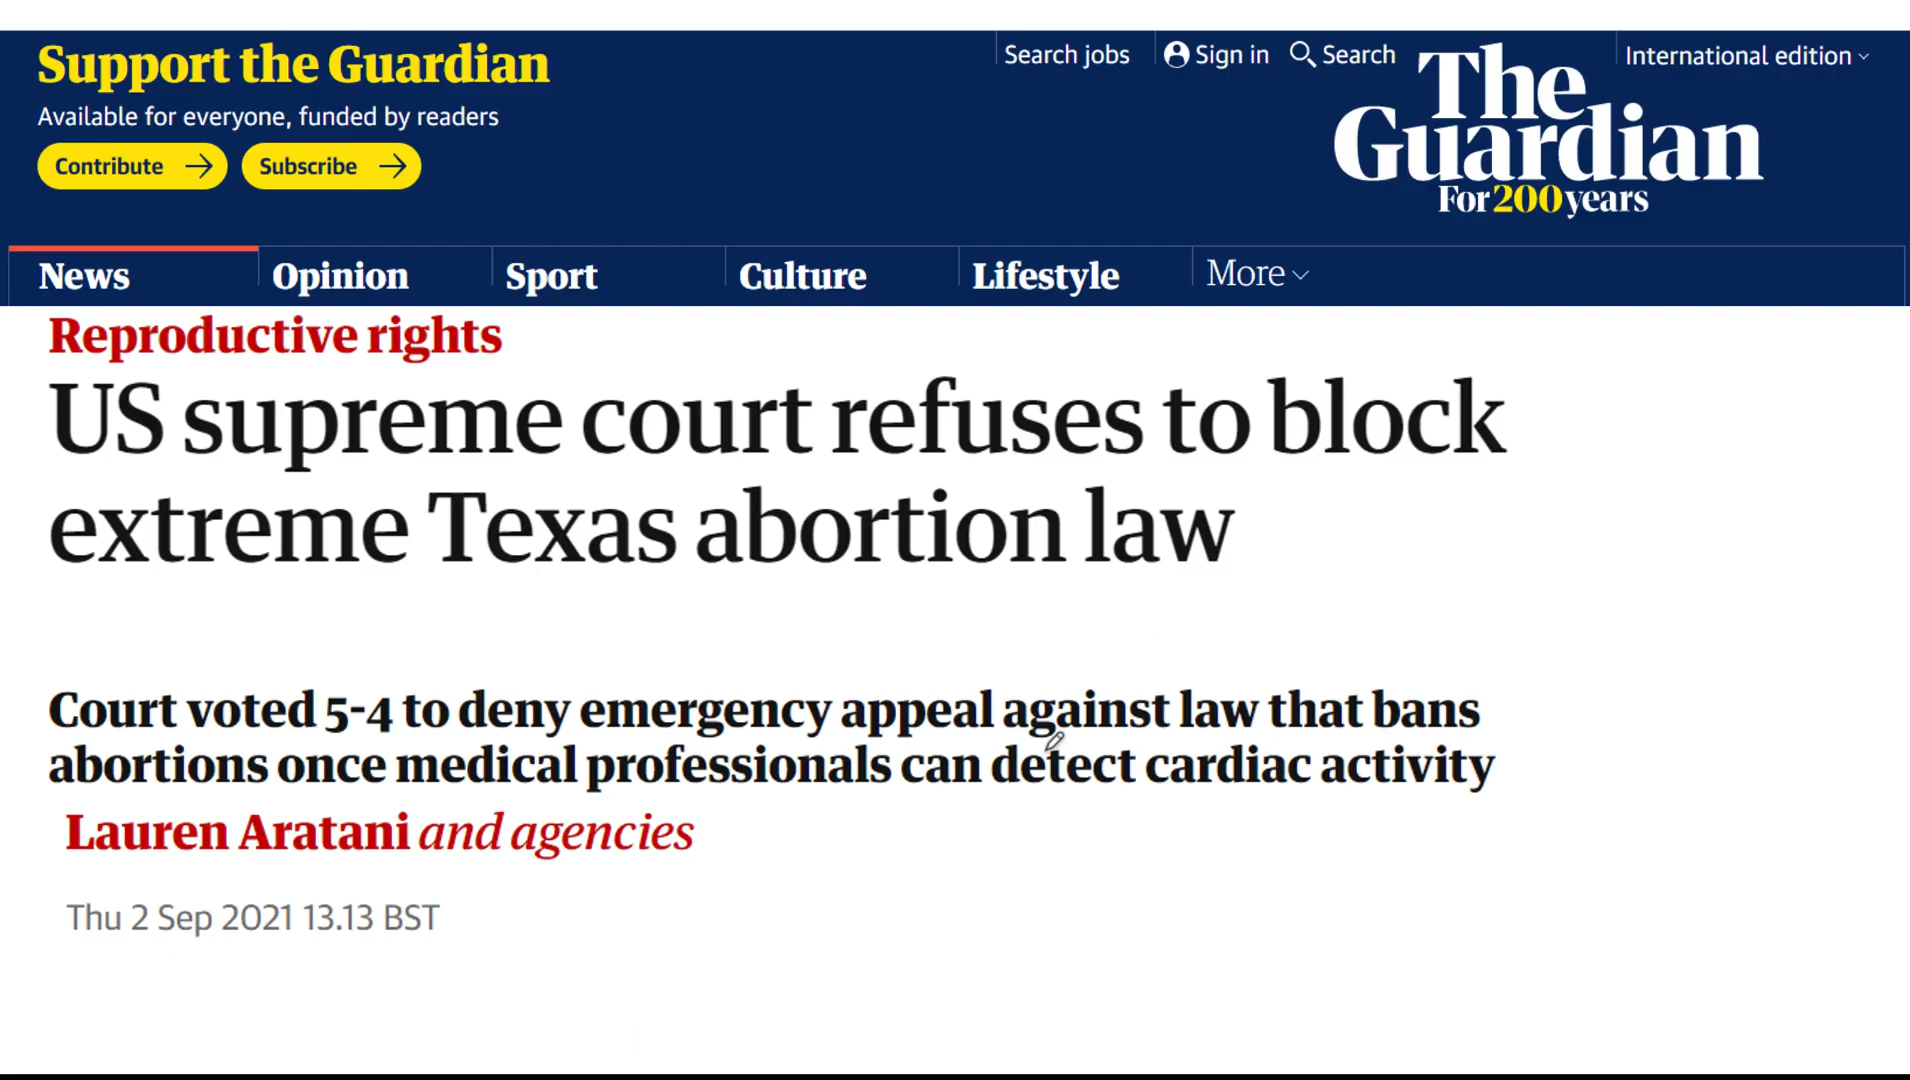 Support the Guardian
Available for everyone, funded by readers
Contribute
Subscribe
Search jobs
Sign in
Search
International edition
The
Guardian
For 200 years
News
Opinion
Sport
Culture
Lifestyle
More
Reproductive rights
US supreme court refuses to block
extreme Texas abortion law
Court voted 5-4 to deny emergency appeal against law that bans
abortions once medical professionals can detect cardiac activity
Lauren Aratani and agencies
Thu 2 Sep 2021 13.13 BST